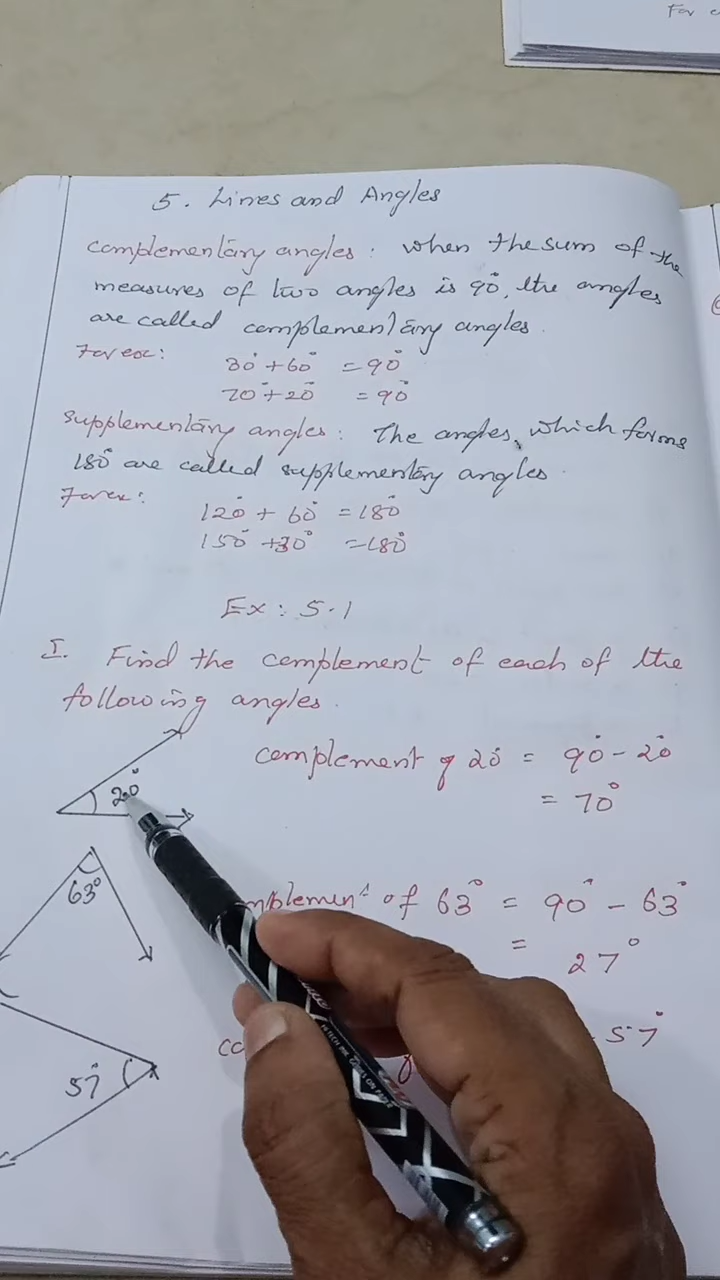 For
5. Lines and Angles
complementary angles: when the sum of the
measures of two angles is 90°, the angles
are called complementary angles.
For ex:
30° + 60° = 90°
70° + 20° = 90°
supplementary angles: The angles, which forms
180° are called supplementary angles.
For ex:
120° + 60° = 180°
150° + 30° = 180°
Ex: 5.1
I. Find the complement of each of the
following angles.
20°
complement of 20° = 90° - 20°
= 70°
63°
mplement of 63° = 90° - 63°
= 27°
57°
57°